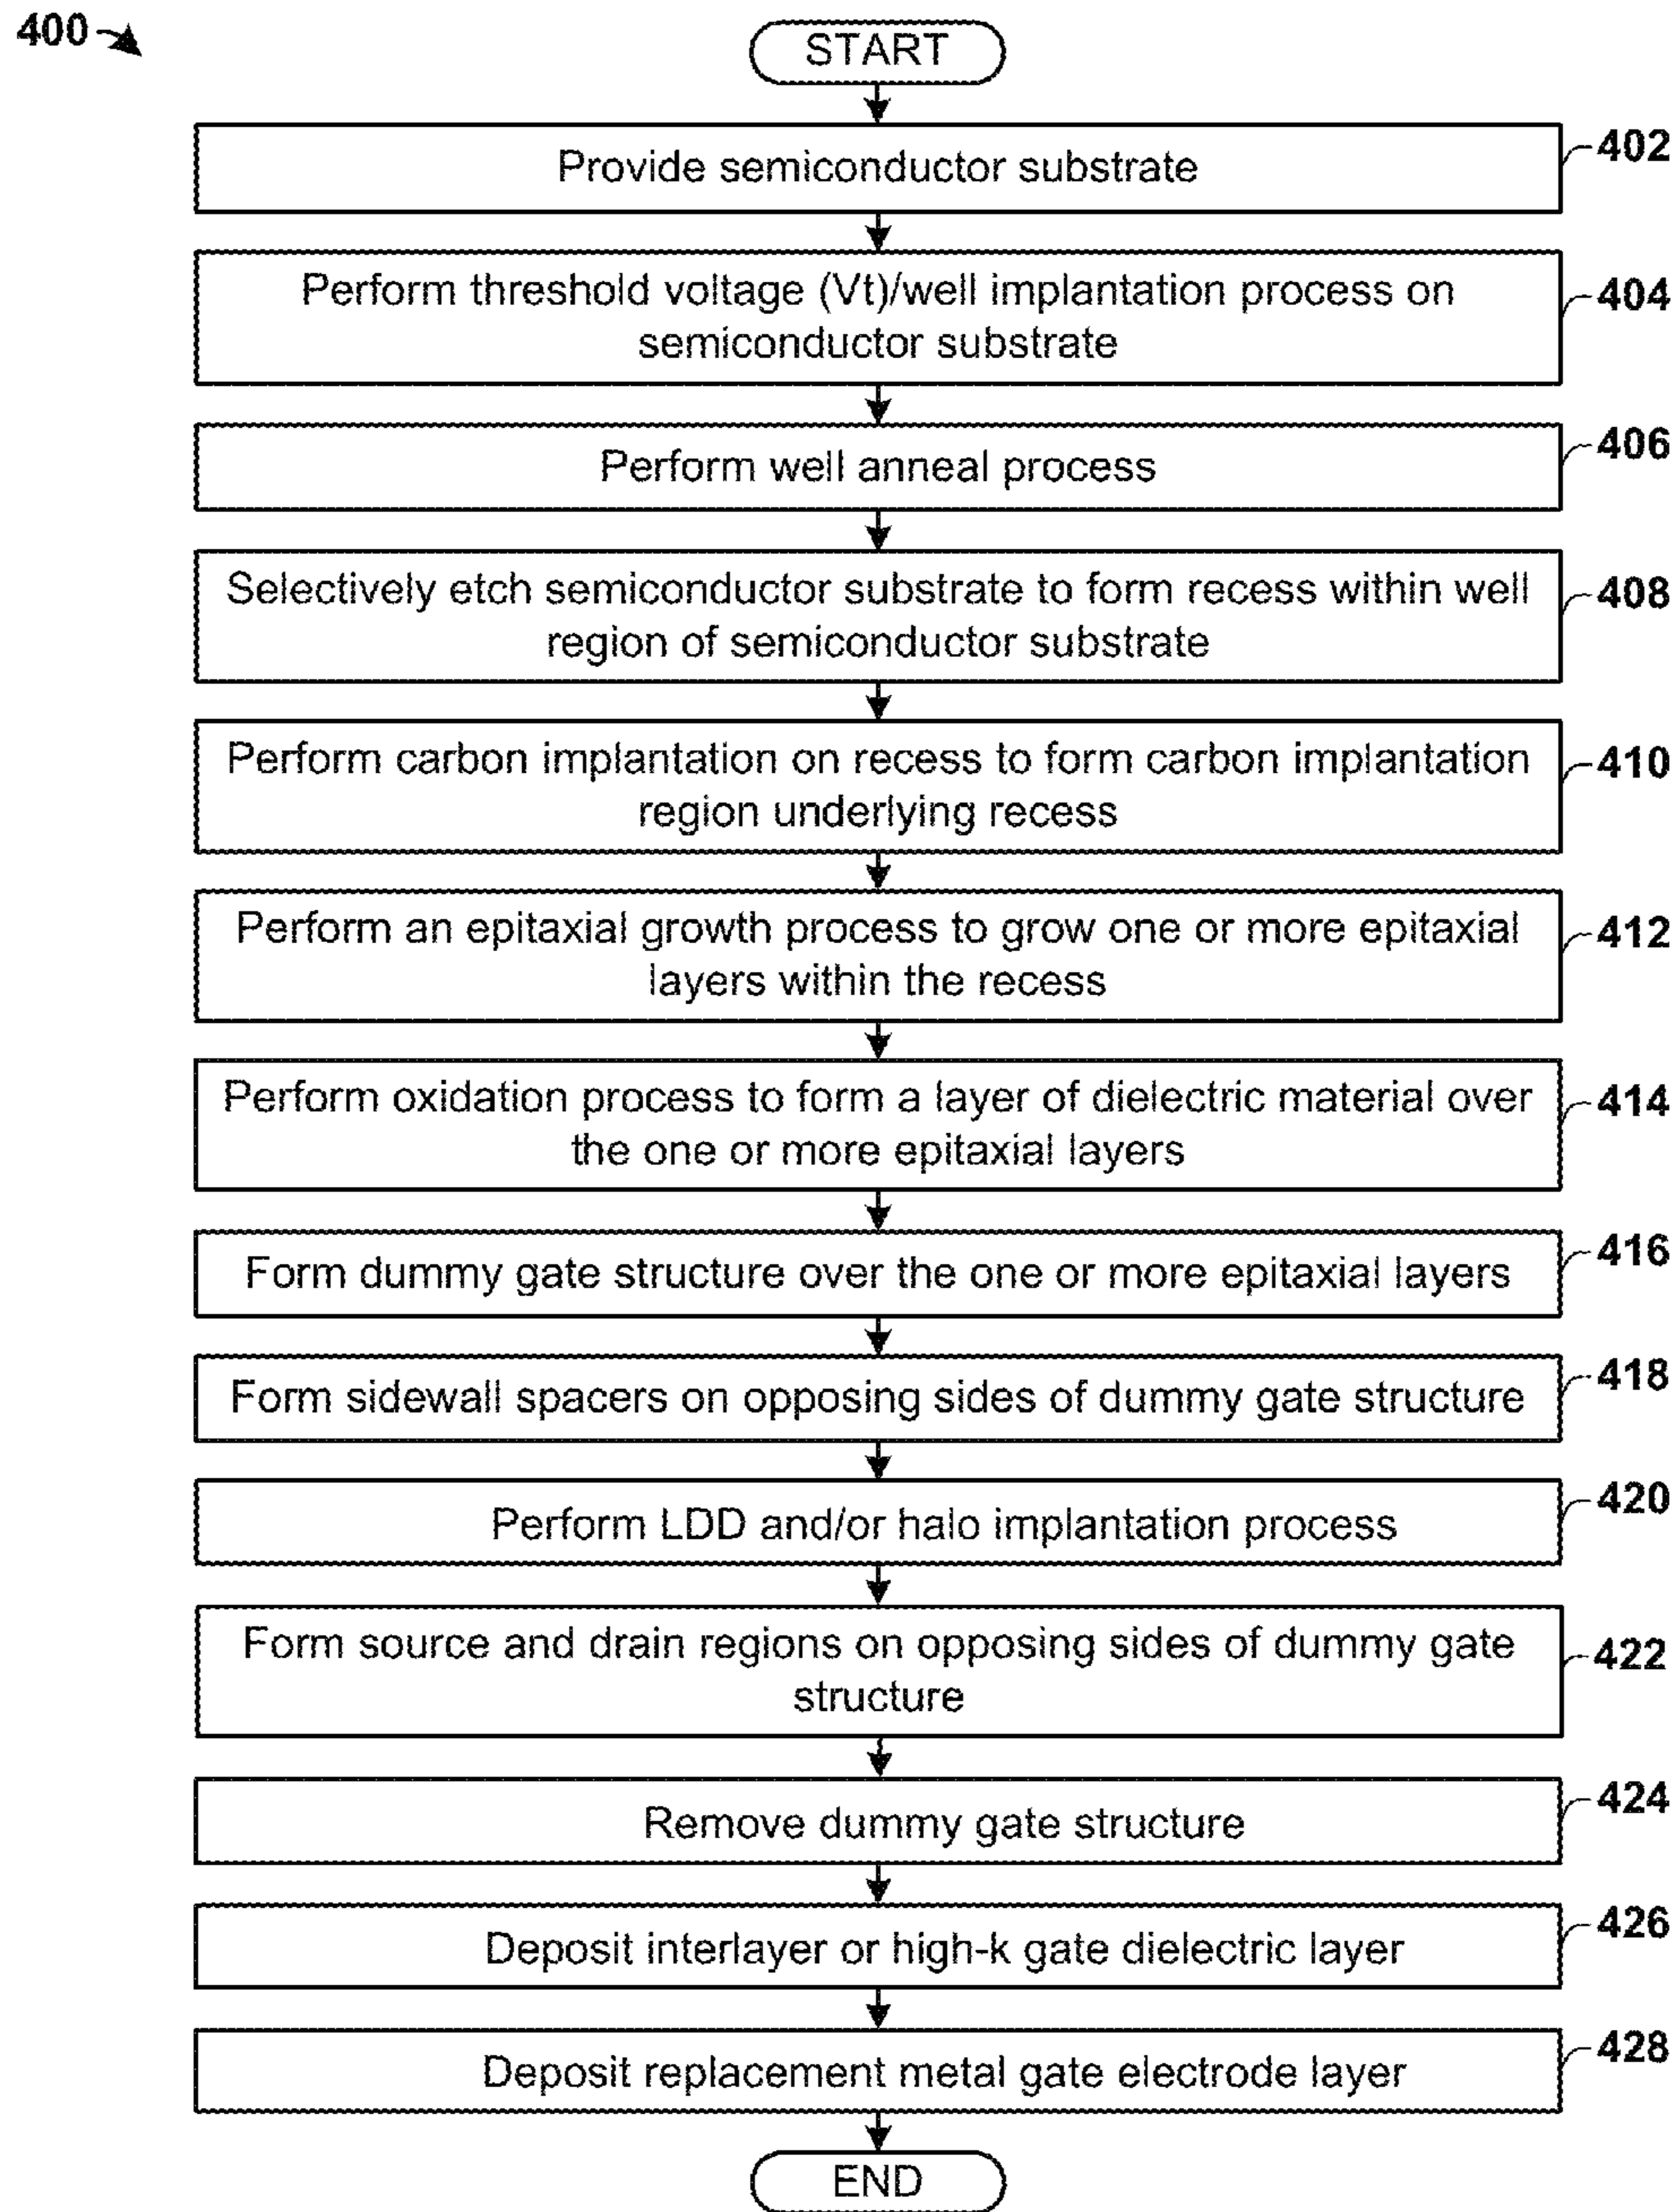 400
START
Provide semiconductor substrate
402
Perform threshold voltage (Vt)/well implantation process on
semiconductor substrate
404
Perform well anneal process
406
Selectively etch semiconductor substrate to form recess within well
region of semiconductor substrate
408
Perform carbon implantation on recess to form carbon implantation
region underlying recess
410
Perform an epitaxial growth process to grow one or more epitaxial
layers within the recess
412
Perform oxidation process to form a layer of dielectric material over
the one or more epitaxial layers
414
Form dummy gate structure over the one or more epitaxial layers
416
Form sidewall spacers on opposing sides of dummy gate structure
418
Perform LDD and/or halo implantation process
420
Form source and drain regions on opposing sides of dummy gate
structure
422
Remove dummy gate structure
424
Deposit interlayer or high-k gate dielectric layer
426
Deposit replacement metal gate electrode layer
428
END